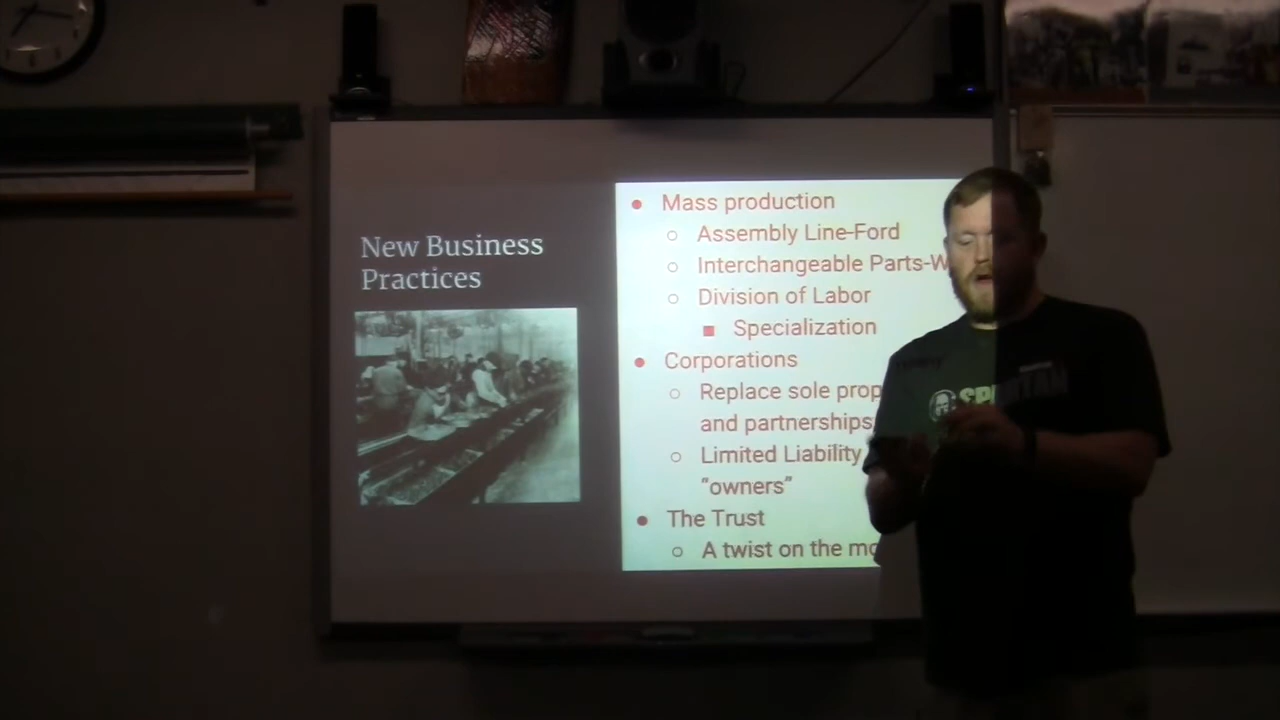 New Business
Practices
Mass production
Assembly Line-Ford
Interchangeable Parts-W
Division of Labor
Specialization
Corporations
Replace sole prop
and partnerships
Limited Liability
“owners”
The Trust
A twist on the mo